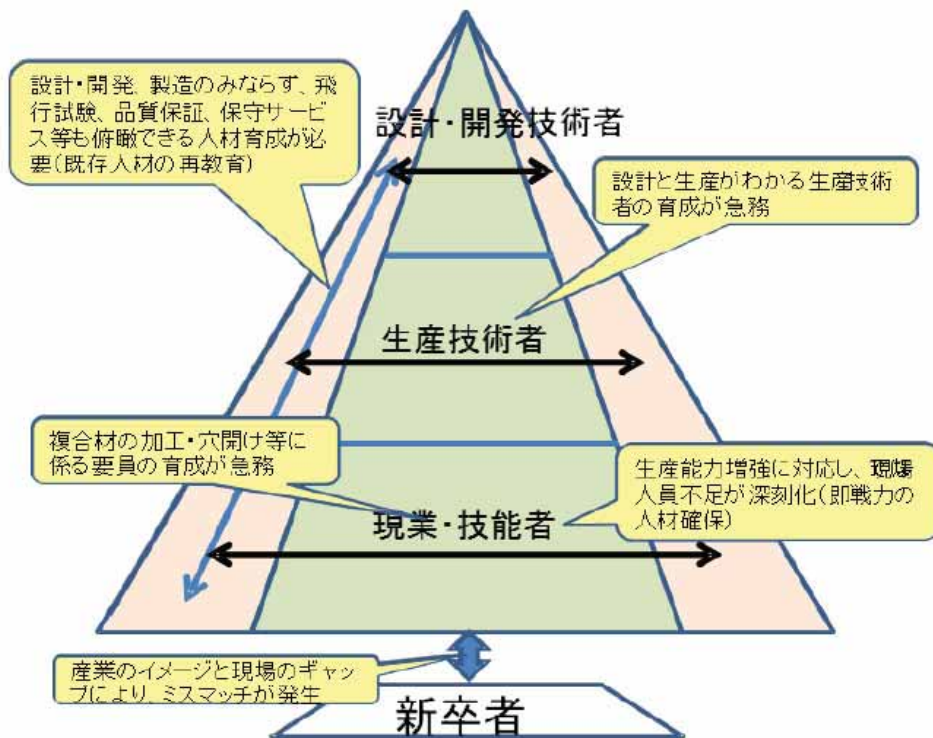 設計・開発、製造のみならず、飛
行試験、品質保証、保守サービ
ス等も俯瞰できる人材育成が必
要(既存人材の再教育)
設計・開発技術者
設計と生産がわかる生産技術
者の育成が急務
生産技術者
複合材の加工・穴開け等に
係る要員の育成が急務
生産能力増強に対応し、現場
人員不足が深刻化(即戦力の
人材確保)
現業・技能者
産業のイメージと現場のギャッ
プにより、ミスマッチが発生
新卒者